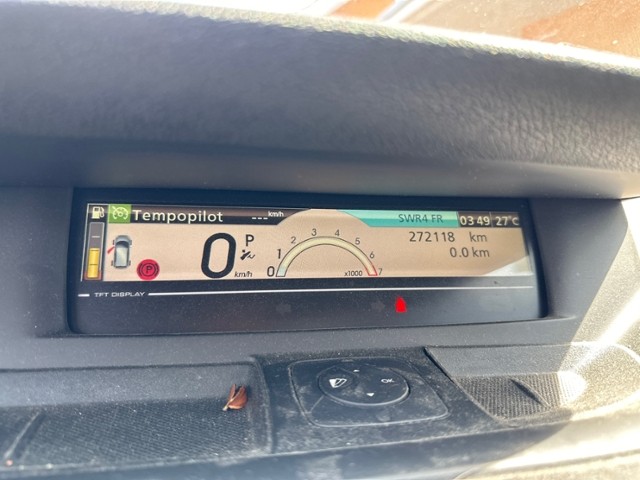 Tempopilot --- km/h SWR4 FR 03 49 27°C
0 P km/h
0 1 2 3 4 5 6 7 x1000
272118 km
0.0 km
P
TFT DISPLAY
OK